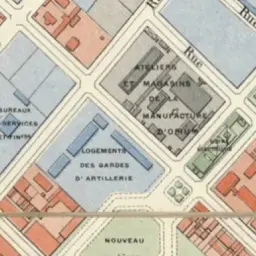 Rue
Rue
ATELIERS
ET MAGASINS
DE LA
MANUFACTURE
D'OPIUM
BUREAUX
SERVICES
LOGEMENTS
DES GARDES
D'ARTILLERIE
NOUVEAU